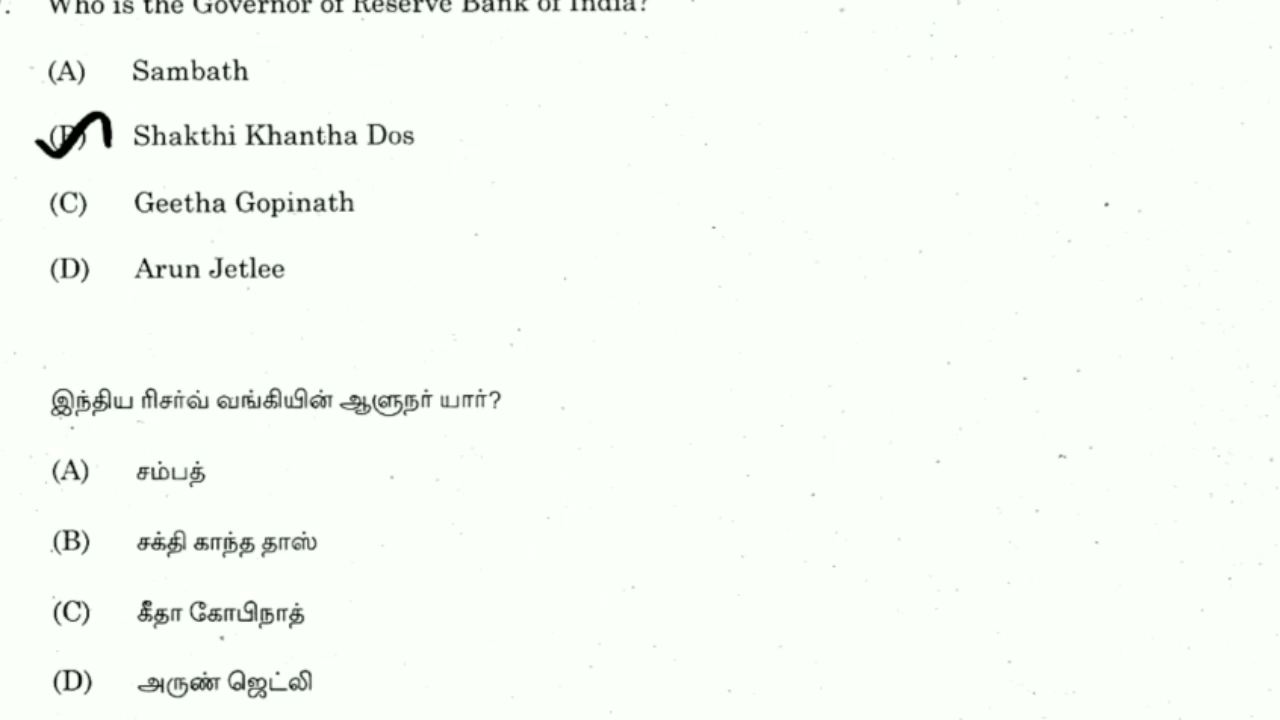 Who is the Governor of Reserve Bank of India?
(A) Sambath
(B) Shakthi Khantha Dos
(C) Geetha Gopinath
(D) Arun Jetlee
இந்திய ரிசர்வ் வங்கியின் ஆளுநர் யார்?
(A) சம்பத்
(B) சக்தி காந்த தாஸ்
(C) கீதா கோபிநாத்
(D) அருண் ஜெட்லி